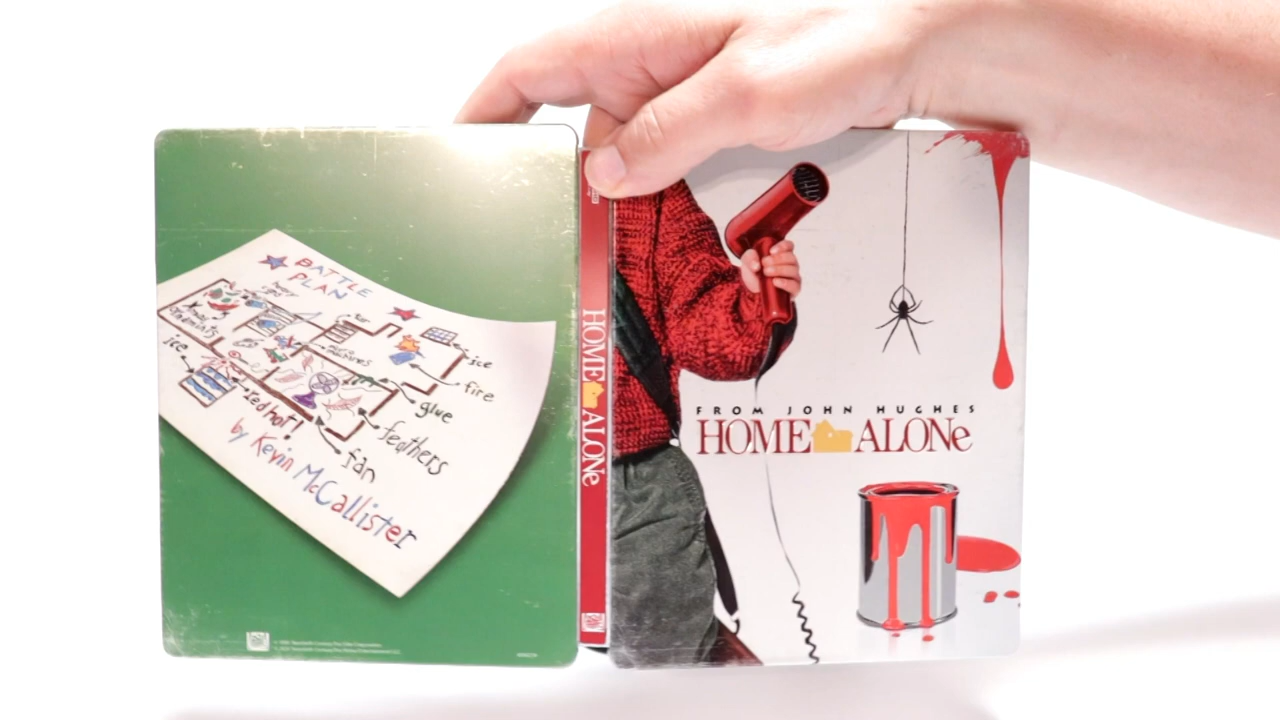 BATTLE
PLAN
ornaments
ice
ice
fire
glue
feathers
fan
red hot!
by Kevin McCallister
HOME ALONe
FROM JOHN HUGHES
HOME ALONe